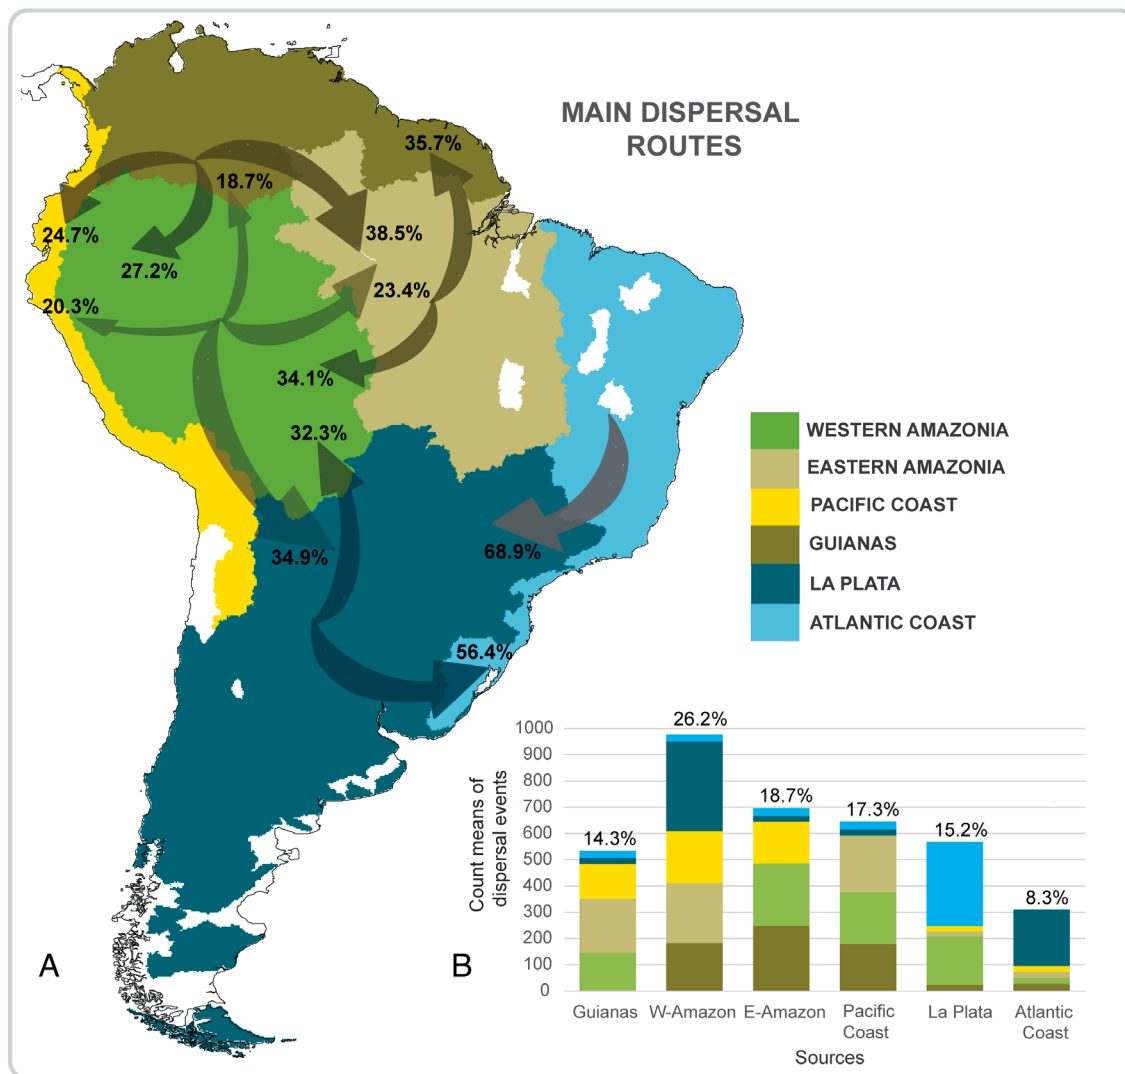 MAIN DISPERSAL
ROUTES
35.7%
18.7%
24.7%
38.5%
27.2%
23.4%
20.3%
34.1%
32.3%
34.9%
68.9%
56.4%
WESTERN AMAZONIA
EASTERN AMAZONIA
PACIFIC COAST
GUIANAS
LA PLATA
ATLANTIC COAST
A
B
Count means of
dispersal events
1000
900
800
700
600
500
400
300
200
100
0
14.3%
26.2%
18.7%
17.3%
15.2%
8.3%
Guianas
W-Amazon
E-Amazon
Pacific
Coast
La Plata
Atlantic
Coast
Sources